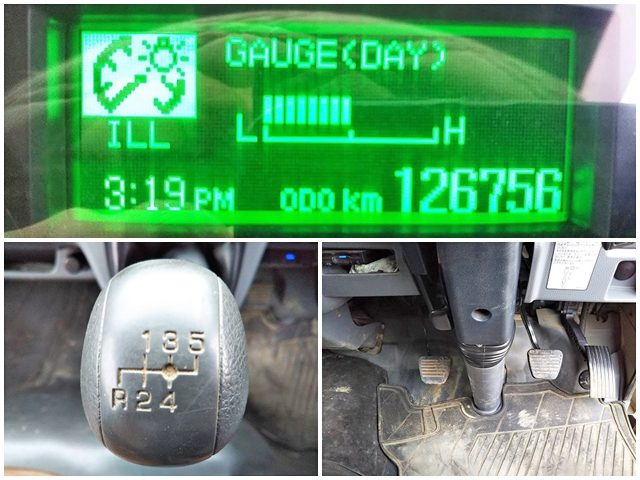 GAUGE(DAY)
ILL
L H
3:19 PM ODO km 126756
1 3 5
R 2 4